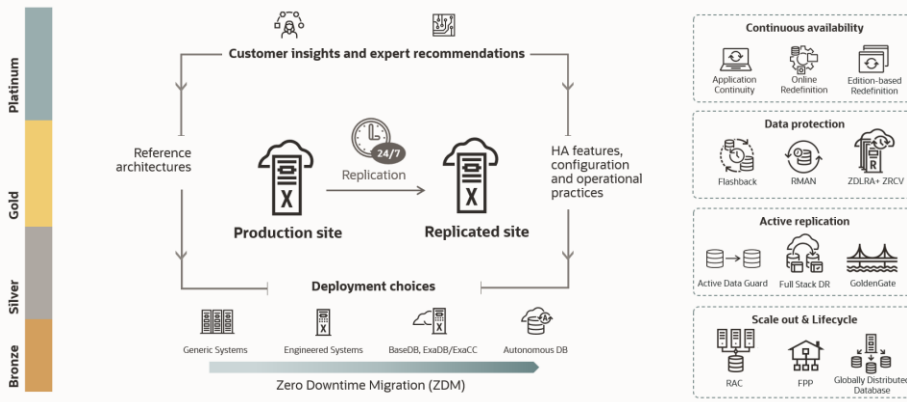 Platinum
Gold
Silver
Bronze
Customer insights and expert recommendations
Reference
architectures
24/7
Replication
HA features,
configuration
and operational
practices
X
X
Production site
Replicated site
Deployment choices
X
X
A
Generic Systems
Engineered Systems
BaseDB, ExaDB/ExaCC
Autonomous DB
Zero Downtime Migration (ZDM)
Continuous availability
Application
Continuity
Online
Redefinition
Edition-based
Redefinition
Data protection
R
Flashback
RMAN
ZDLRA+ ZRCV
Active replication
Active Data Guard
Full Stack DR
GoldenGate
Scale out & Lifecycle
RAC
FPP
Globally Distributed
Database